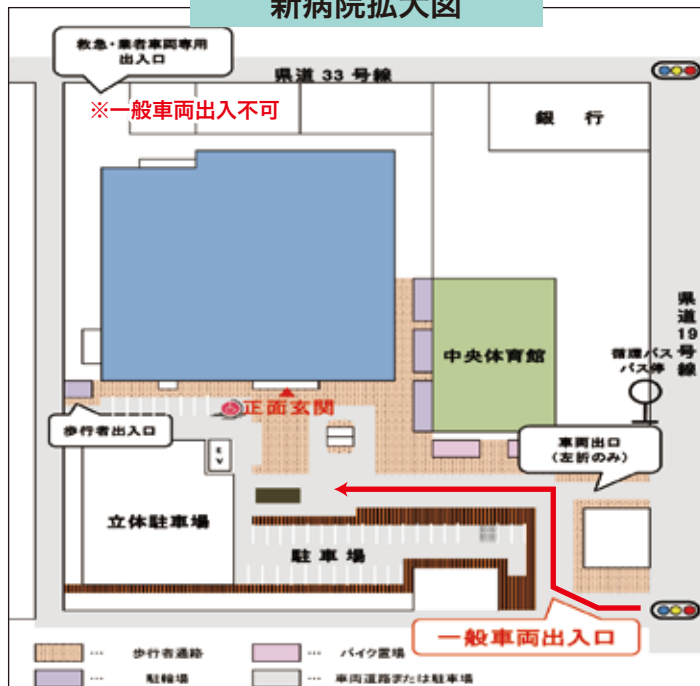 新病院拡大図
救急・業者車両専用
出入口
県道 33 号線
※一般車両出入不可
銀 行
県道19号線
中央体育館
循環バス
バス停
正面玄関
歩行者出入口
EV
車両出口
(左折のみ)
立体駐車場
駐車場
一般車両出入口
… 歩行者通路
… バイク置場
… 駐輪場
… 車両道路または駐車場